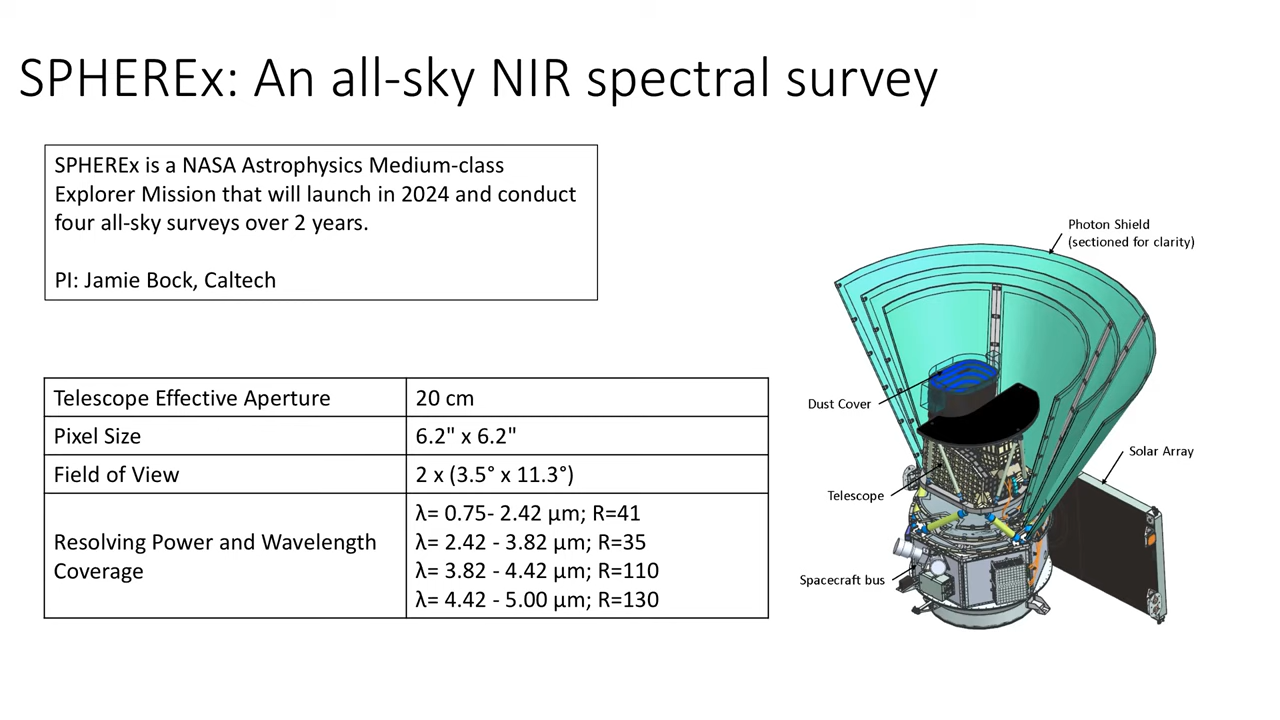 SPHEREx: An all-sky NIR spectral survey
SPHEREx is a NASA Astrophysics Medium-class
Explorer Mission that will launch in 2024 and conduct
four all-sky surveys over 2 years.
PI: Jamie Bock, Caltech
Telescope Effective Aperture
20 cm
Pixel Size
6.2" x 6.2"
Field of View
2 x (3.5° x 11.3°)
Resolving Power and Wavelength
Coverage
λ= 0.75- 2.42 µm; R=41
λ= 2.42 - 3.82 µm; R=35
λ= 3.82 - 4.42 µm; R=110
λ= 4.42 - 5.00 µm; R=130
Photon Shield
(sectioned for clarity)
Dust Cover
Solar Array
Telescope
Spacecraft bus